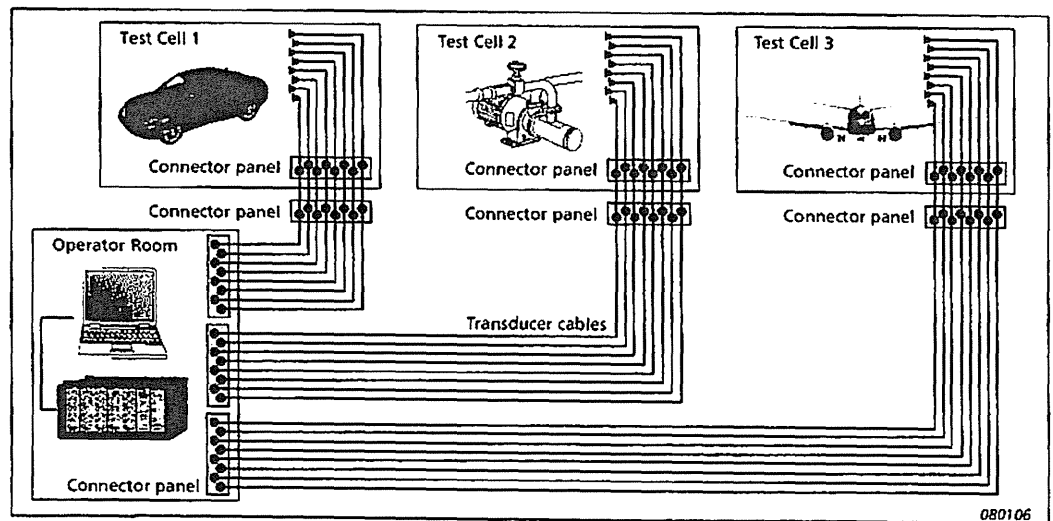 Test Cell 1
Test Cell 2
Test Cell 3
Connector panel
Connector panel
Connector panel
Connector panel
Connector panel
Connector panel
Operator Room
Transducer cables
Connector panel
080106